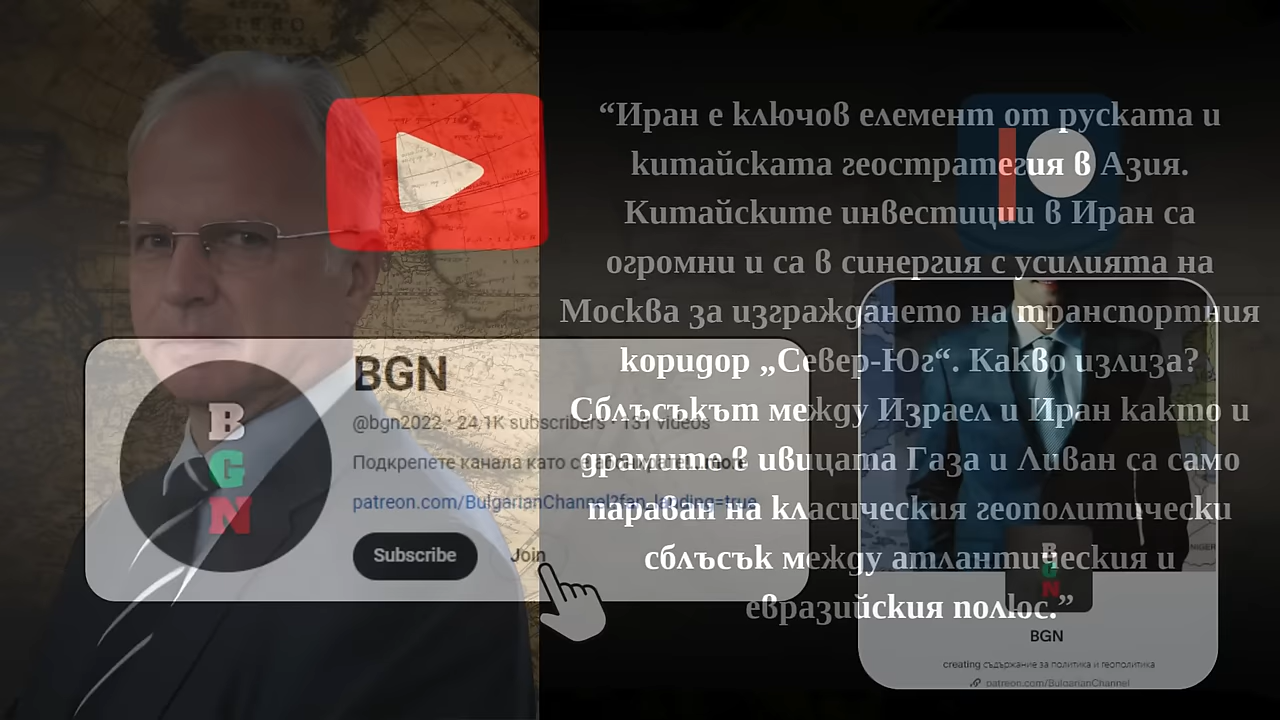 “Иран е ключов елемент от руската и
китайската геостратегия в Азия.
Китайските инвестиции в Иран са
огромни и са в синергия с усилията на
Москва за изграждането на транспортния
коридор „Север-Юг“. Какво излиза?
Сблъсъкът между Израел и Иран както и
драмите в ивицата Газа и Ливан са само
параван на класическия геополитически
сблъсък между атлантическия и
евразийския полюс.”
BGN
@bgn2022 · 24,1K subscribers · 131 videos
Подкрепете канала като се ...more
patreon.com/BulgarianChannel?fan_landing=true
Subscribe
Join
B
G
N
B
G
N
BGN
creating съдържание за политика и геополитика
patreon.com/BulgarianChannel
NIGER